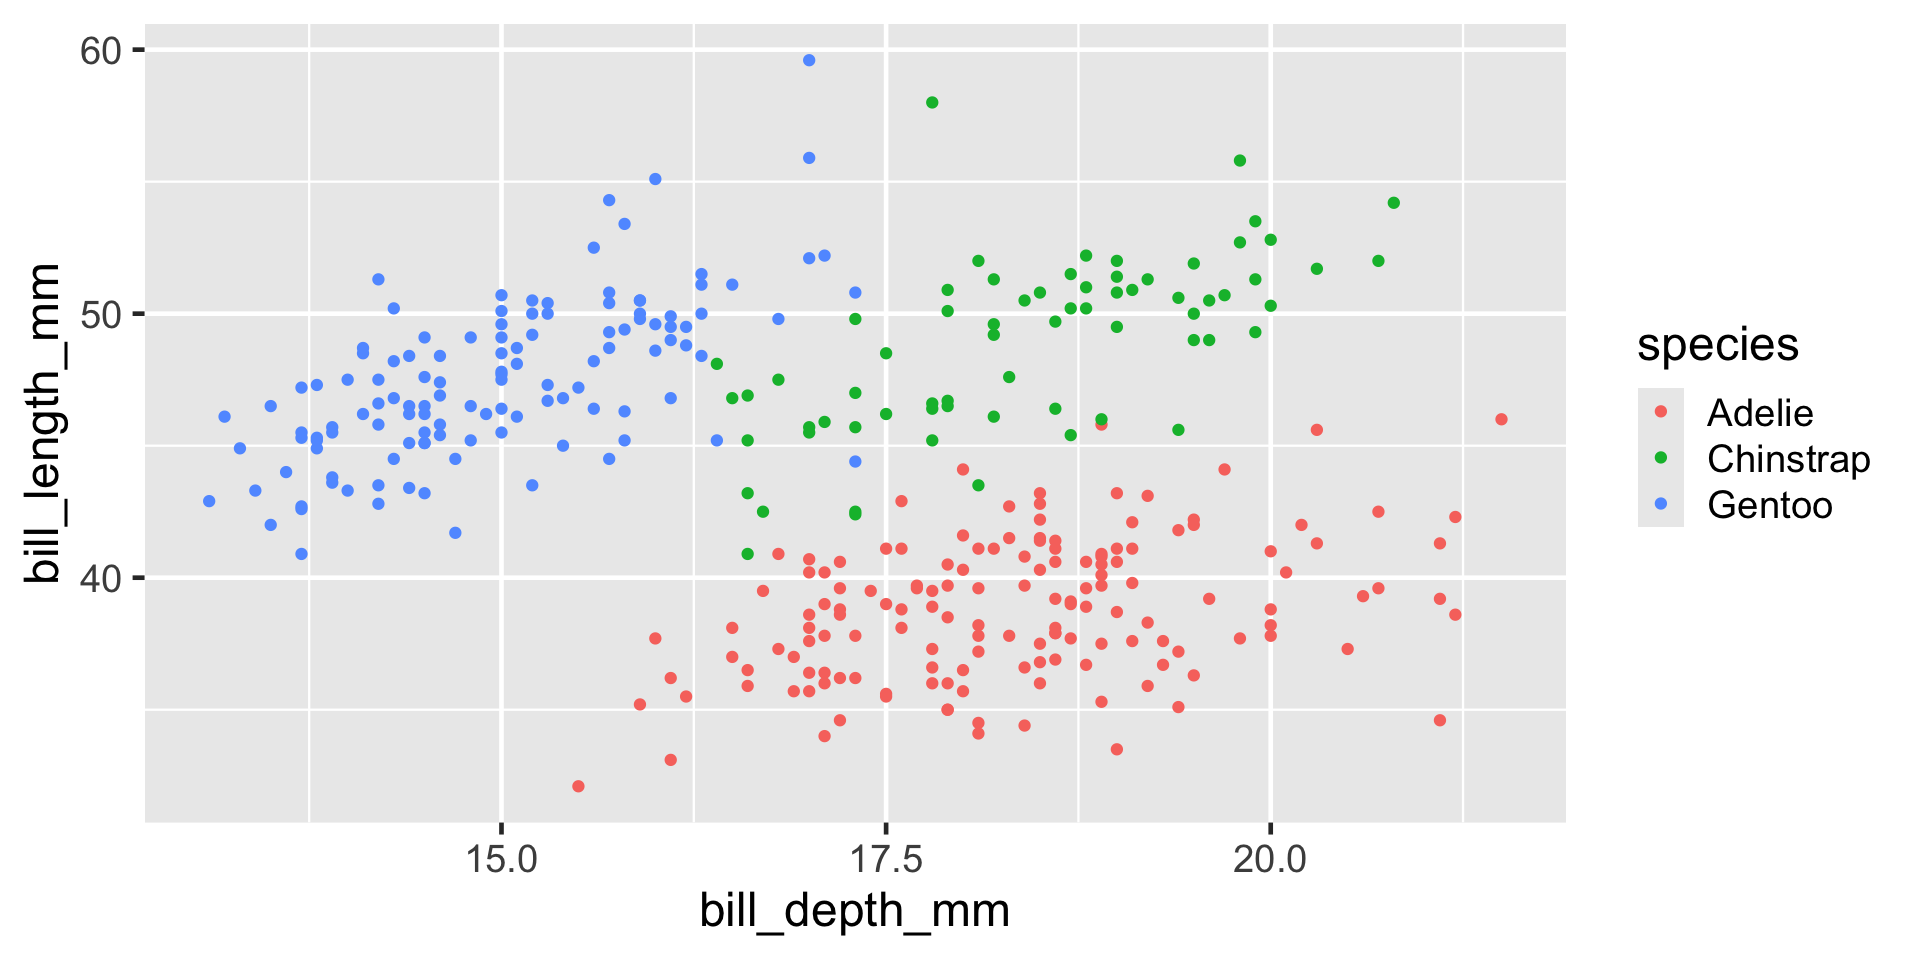 60
50
40
bill_length_mm
15.0 17.5 20.0
bill_depth_mm
species
Adelie
Chinstrap
Gentoo